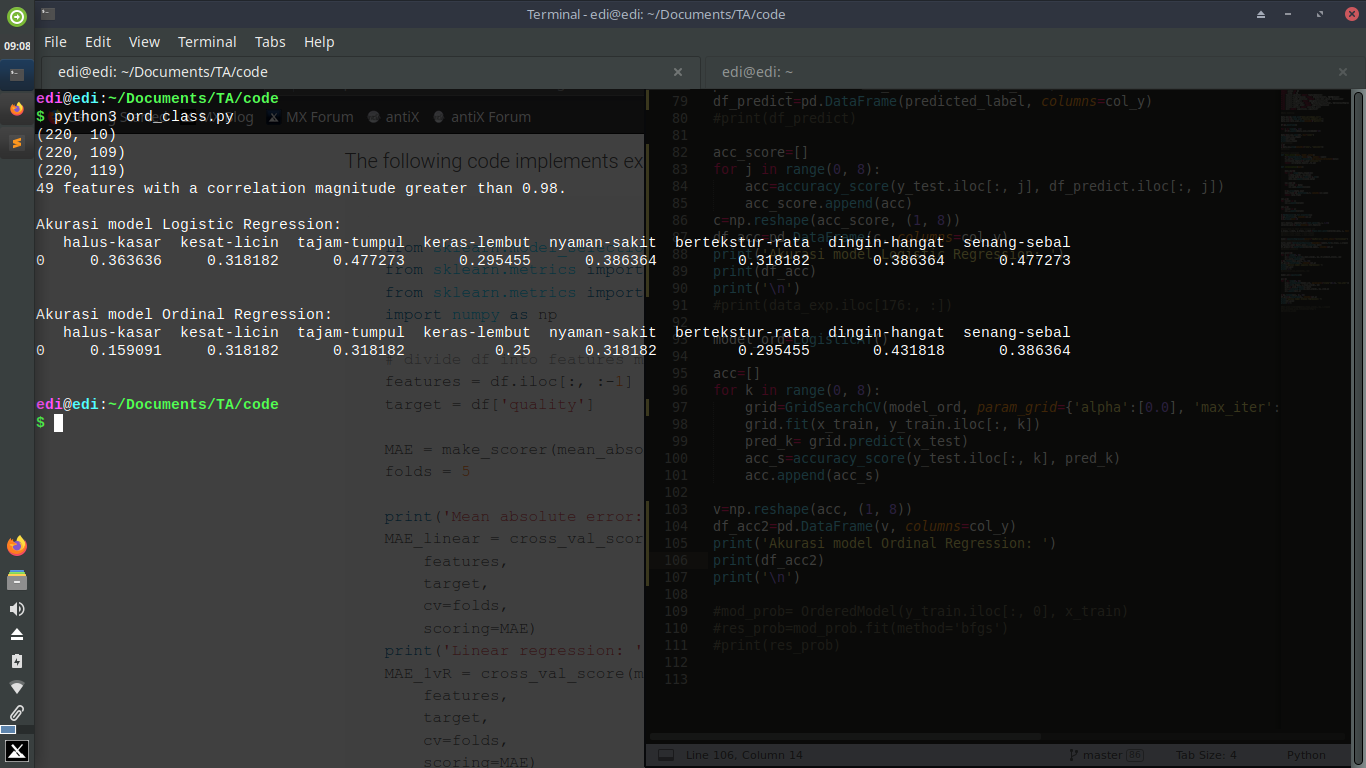 Terminal - edi@edi: ~/Documents/TA/code
09:08
File Edit View Terminal Tabs Help
edi@edi: ~/Documents/TA/code
edi@edi: ~
edi@edi:~/Documents/TA/code
$ python3 ord_class.py
MX Forum antiX antiX Forum
(220, 10)
(220, 109)
(220, 119)
The following code implements ex
49 features with a correlation magnitude greater than 0.98.
Akurasi model Logistic Regression:
halus-kasar kesat-licin tajam-tumpul keras-lembut nyaman-sakit bertekstur-rata dingin-hangat senang-sebal
0 0.363636 0.318182 0.477273 0.295455 0.386364 0.318182 0.386364 0.477273
Akurasi model Ordinal Regression:
halus-kasar kesat-licin tajam-tumpul keras-lembut nyaman-sakit bertekstur-rata dingin-hangat senang-sebal
0 0.159091 0.318182 0.318182 0.25 0.318182 0.295455 0.431818 0.386364
edi@edi:~/Documents/TA/code
$
from sklearn.metrics import
from sklearn.metrics import
import numpy as np
# divide df into features
features = df.iloc[:, :-1]
target = df['quality']
MAE = make_scorer(mean_abso
folds = 5
print('Mean absolute error:
MAE_linear = cross_val_scor
features,
target,
cv=folds,
scoring=MAE)
print('Linear regression: '
MAE_lvR = cross_val_score(m
features,
target,
cv=folds,
scoring=MAE)
79 df_predict=pd.DataFrame(predicted_label, columns=col_y)
80 #print(df_predict)
81
82 acc_score=[]
83 for j in range(0, 8):
84 acc=accuracy_score(y_test.iloc[:, j], df_predict.iloc[:, j])
85 acc_score.append(acc)
86 c=np.reshape(acc_score, (1, 8))
88
89 print(df_acc)
90 print('\n')
91 #print(data_exp.iloc[176:, :])
92
94
95 acc=[]
96 for k in range(0, 8):
97 grid=GridSearchCV(model_ord, param_grid={'alpha':[0.0], 'max_iter':
98 grid.fit(x_train, y_train.iloc[:, k])
99 pred_k= grid.predict(x_test)
100 acc_s=accuracy_score(y_test.iloc[:, k], pred_k)
101 acc.append(acc_s)
102
103 v=np.reshape(acc, (1, 8))
104 df_acc2=pd.DataFrame(v, columns=col_y)
105 print('Akurasi model Ordinal Regression: ')
106 print(df_acc2)
107 print('\n')
108
109 #mod_prob= OrderedModel(y_train.iloc[:, 0], x_train)
110 #res_prob=mod_prob.fit(method='bfgs')
111 #print(res_prob)
112
113
Line 106, Column 14 master 86 Tab Size: 4 Python